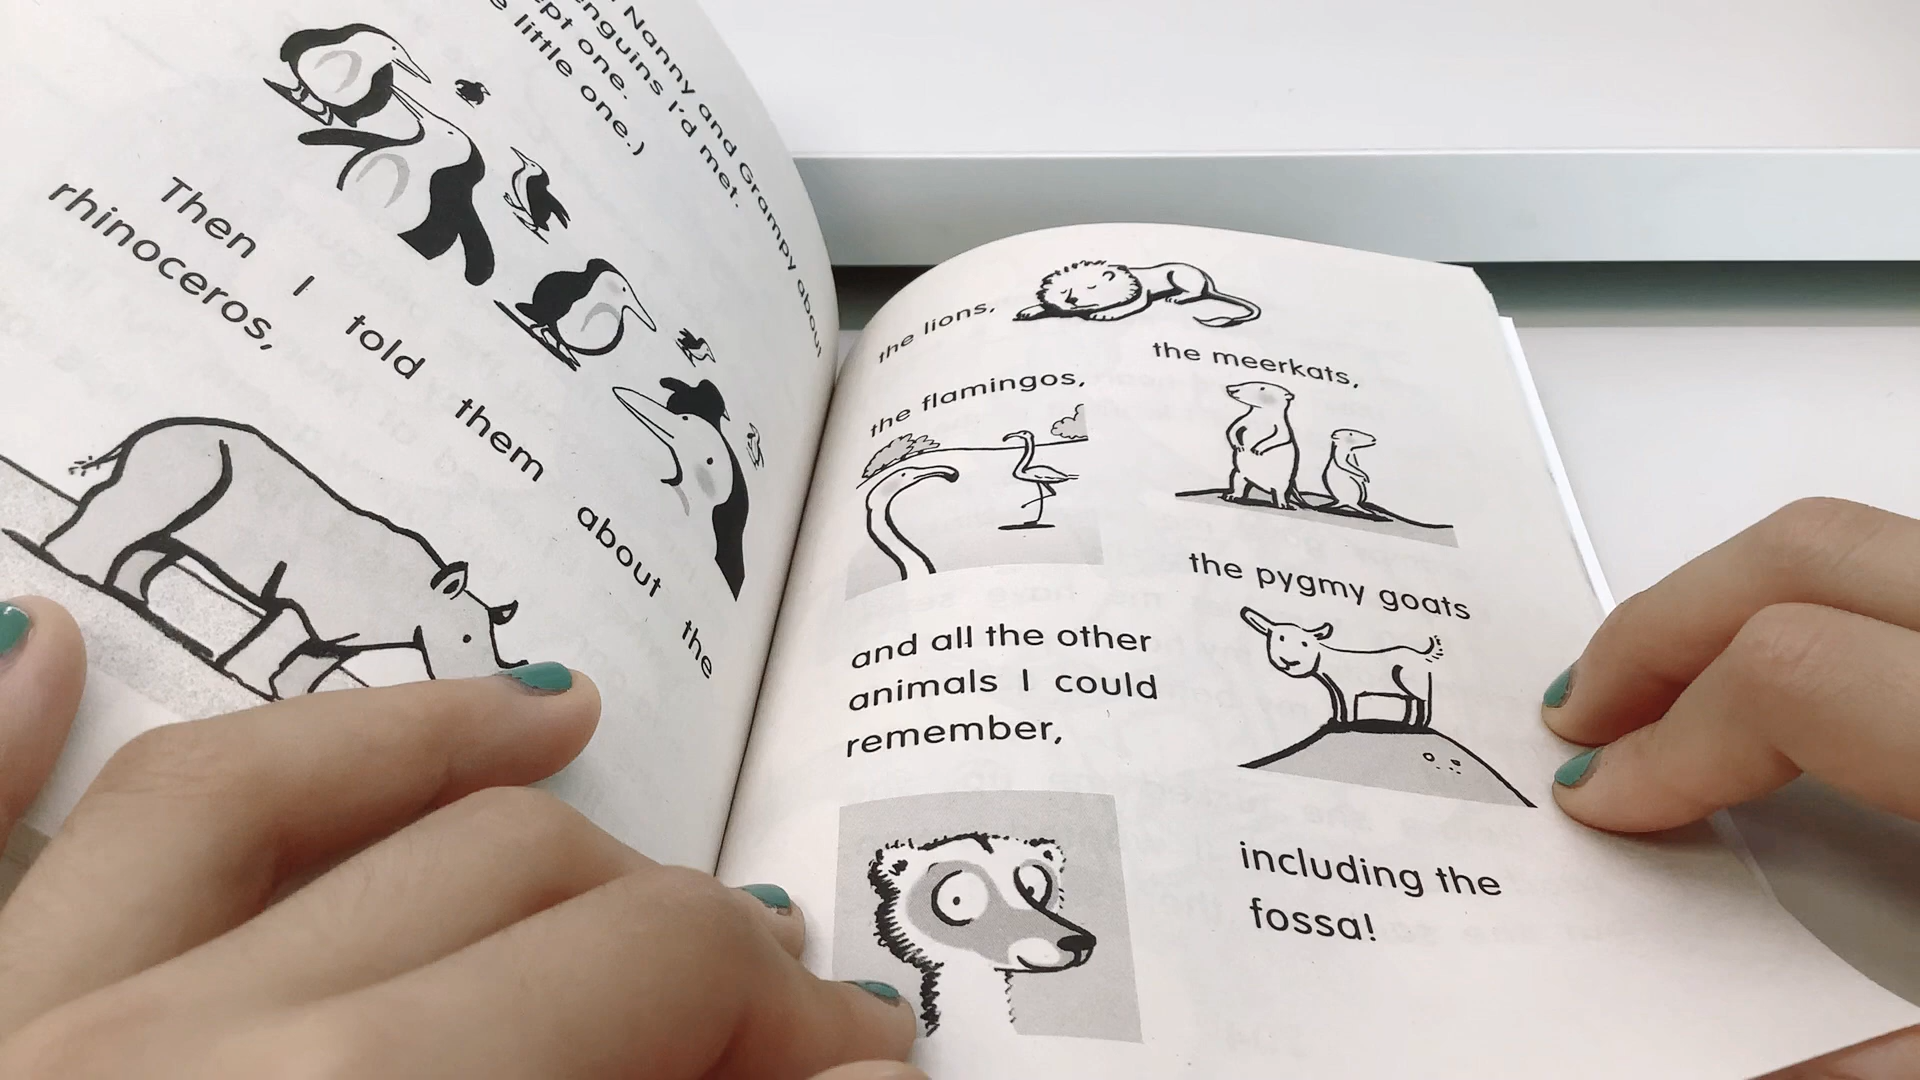 Nanny and Grampy about
enguins I'd met.
ept one.
e little one.)
Then I told them about the
rhinoceros,
the lions,
the meerkats,
the flamingos,
the pygmy goats
and all the other
animals I could
remember,
including the
fossa!